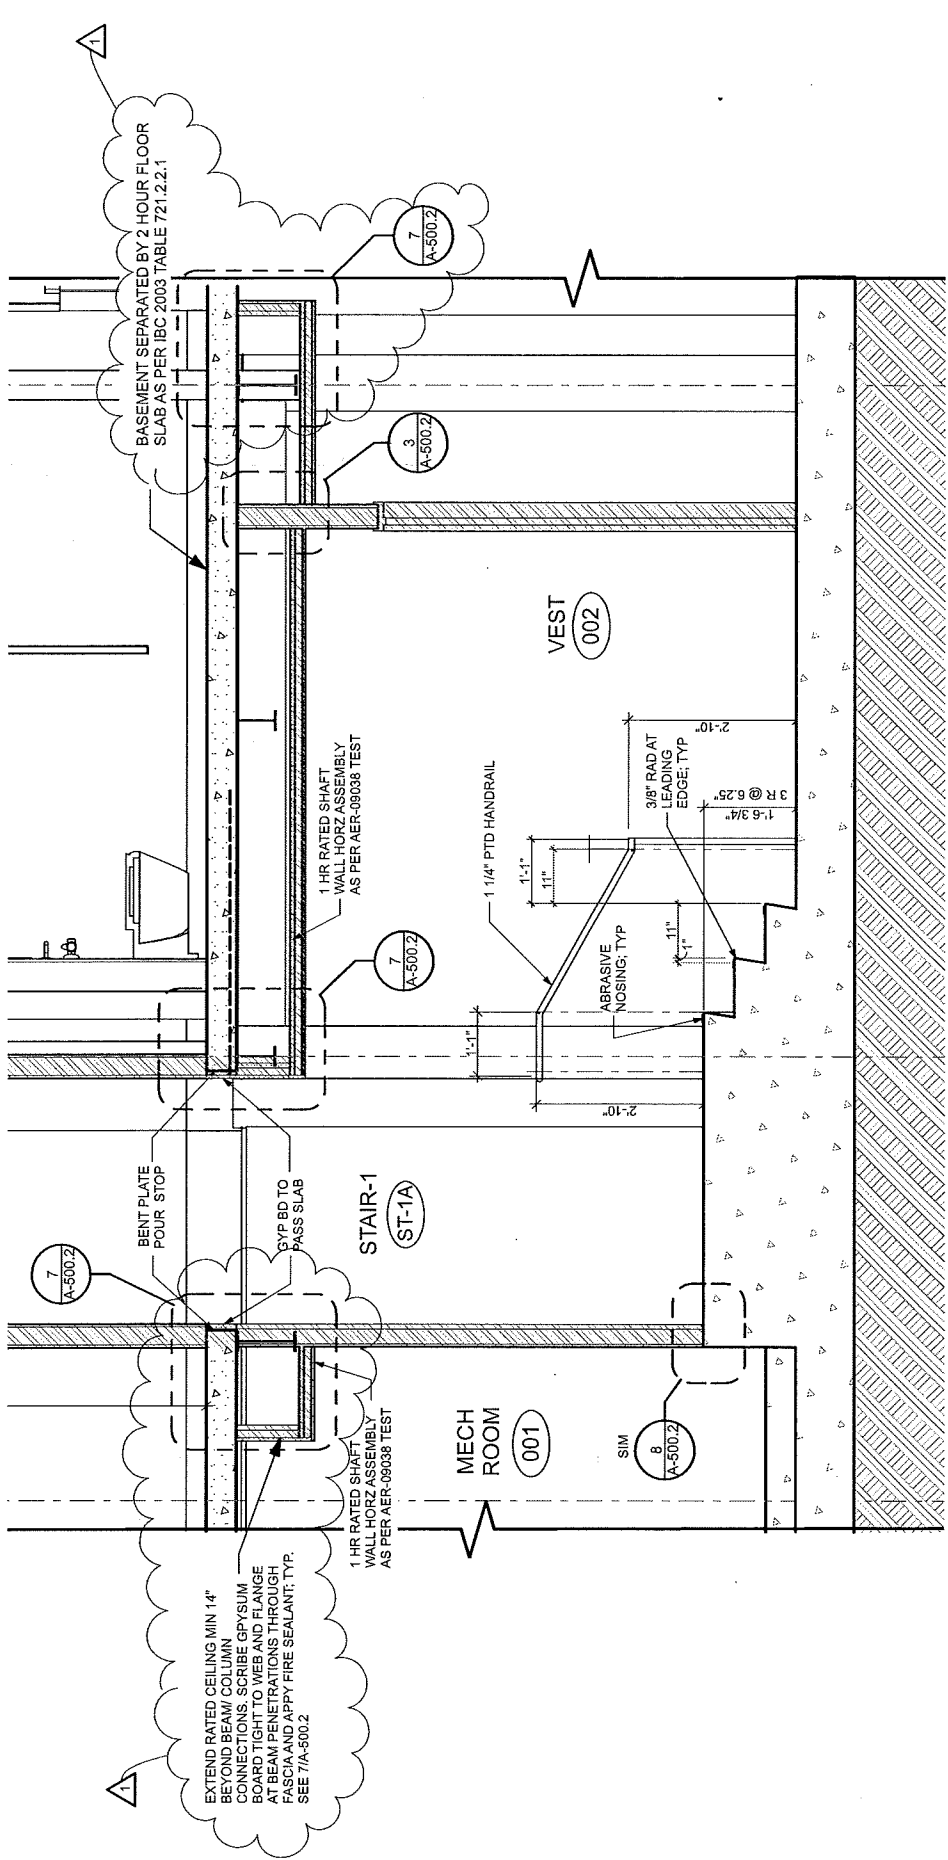 1
BASEMENT SEPARATED BY 2 HOUR FLOOR
SLAB AS PER IBC 2003 TABLE 721.2.2.1
7
A-500.2
3
A-500.2
1 HR RATED SHAFT
WALL HORZ ASSEMBLY
AS PER AER-09038 TEST
7
A-500.2
VEST
002
1 1/4" PTD HANDRAIL
2'-10"
3/8" RAD AT
LEADING
EDGE; TYP
1'-6 3/4"
3 R @ 6.25"
1'-1"
11"
11"
1"
ABRASIVE
NOSING; TYP
1'-1"
2'-10"
BENT PLATE
POUR STOP
GYP BD TO
PASS SLAB
7
A-500.2
STAIR-1
ST-1A
1 HR RATED SHAFT
WALL HORZ ASSEMBLY
AS PER AER-09038 TEST
MECH
ROOM
001
SIM
8
A-500.2
EXTEND RATED CEILING MIN 14"
BEYOND BEAM/ COLUMN
CONNECTIONS. SCRIBE GPYSUM
BOARD TIGHT TO WEB AND FLANGE
AT BEAM PENETRATIONS THROUGH
FASCIA AND APPY FIRE SEALANT; TYP.
SEE 7/A-500.2
1